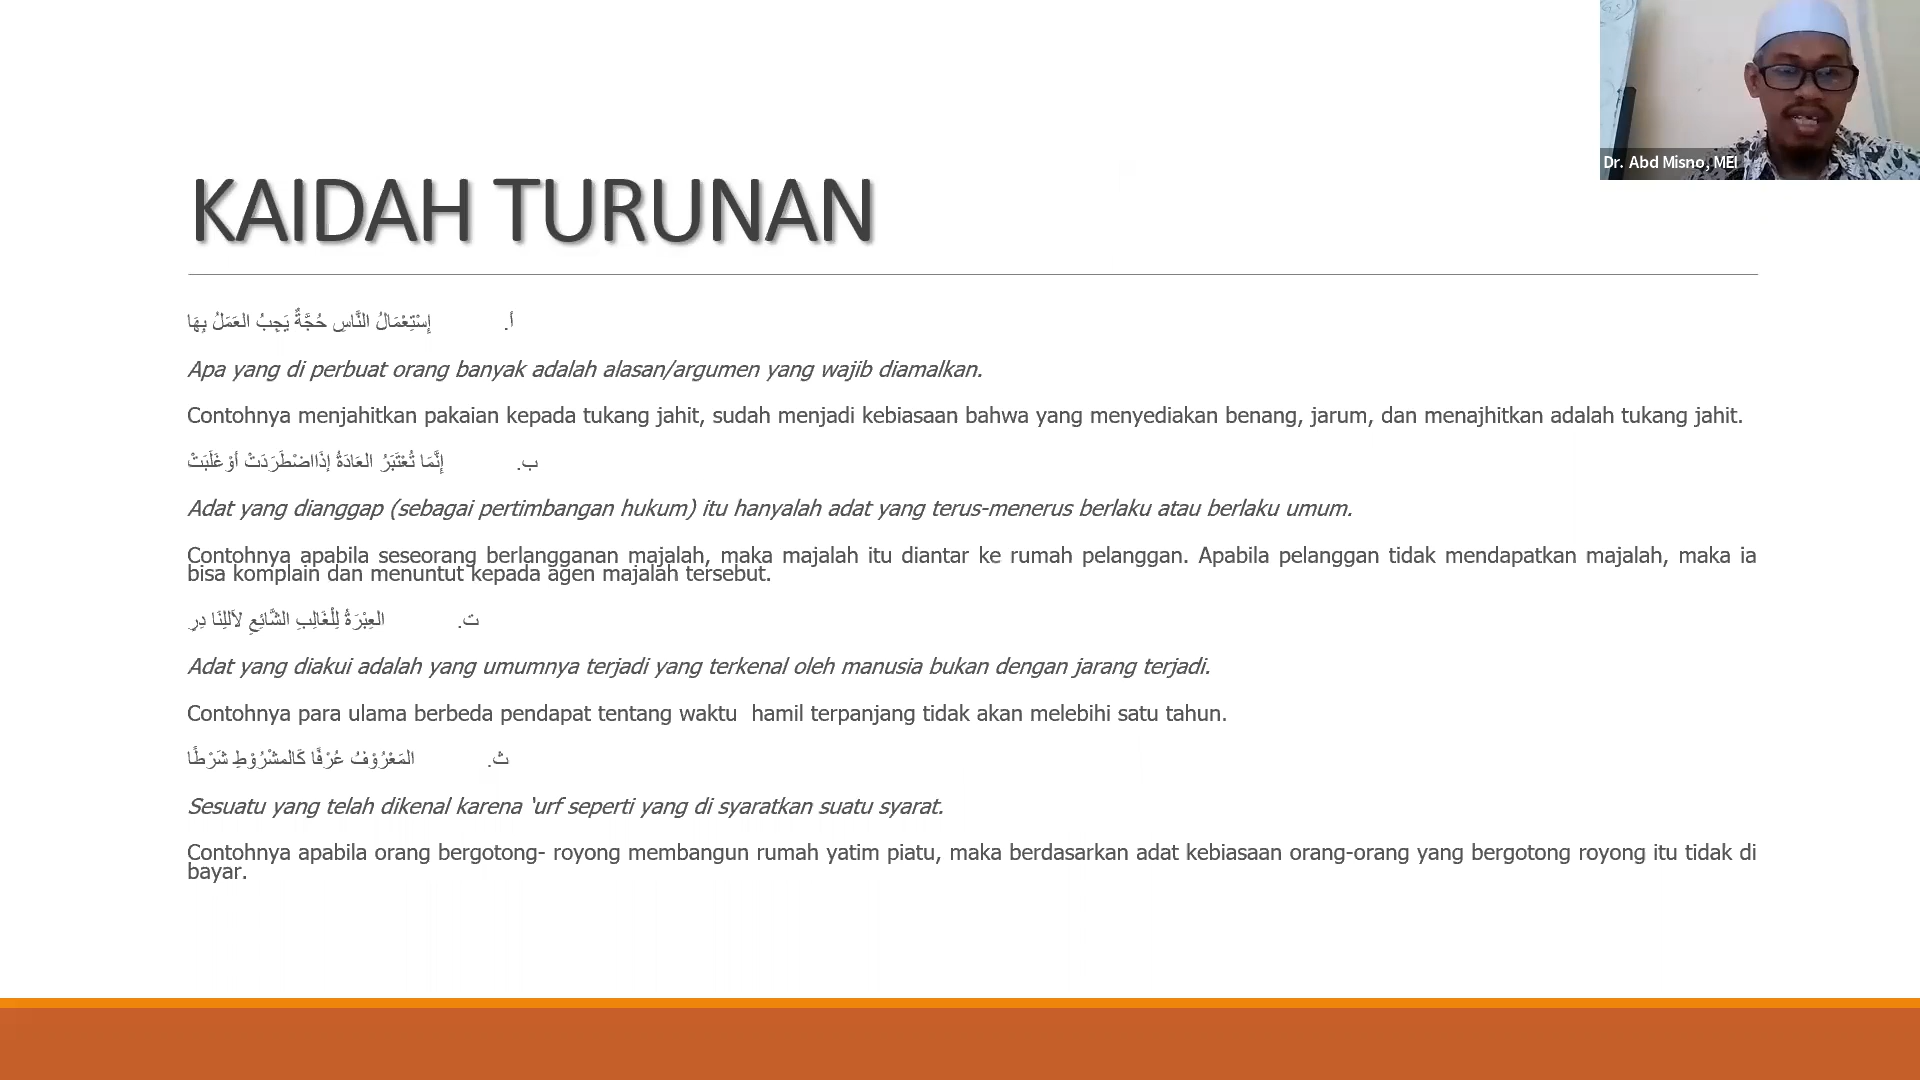 Dr. Abd Misno, MEI
KAIDAH TURUNAN
أ. إِسْتِعْمَالُ النَّاسِ حُجَّةٌ يَجِبُ العَمَلُ بِهَا
Apa yang di perbuat orang banyak adalah alasan/argumen yang wajib diamalkan.
Contohnya menjahitkan pakaian kepada tukang jahit, sudah menjadi kebiasaan bahwa yang menyediakan benang, jarum, dan menajhitkan adalah tukang jahit.
ب. إِنَّمَا تُعْتَبَرُ العَادَةُ إذَااضْطَرَدَتْ أوْغَلَبَتْ
Adat yang dianggap (sebagai pertimbangan hukum) itu hanyalah adat yang terus-menerus berlaku atau berlaku umum.
Contohnya apabila seseorang berlangganan majalah, maka majalah itu diantar ke rumah pelanggan. Apabila pelanggan tidak mendapatkan majalah, maka ia
bisa komplain dan menuntut kepada agen majalah tersebut.
ت. العِبْرَةُ لِلْغَالِبِ الشَّائِعِ لآللِنَا دِرِ
Adat yang diakui adalah yang umumnya terjadi yang terkenal oleh manusia bukan dengan jarang terjadi.
Contohnya para ulama berbeda pendapat tentang waktu  hamil terpanjang tidak akan melebihi satu tahun.
ث. المَعْرُوْفُ عُرْفًا كَالمشْرُوْطِ شَرْطًا
Sesuatu yang telah dikenal karena ‘urf seperti yang di syaratkan suatu syarat.
Contohnya apabila orang bergotong- royong membangun rumah yatim piatu, maka berdasarkan adat kebiasaan orang-orang yang bergotong royong itu tidak di
bayar.